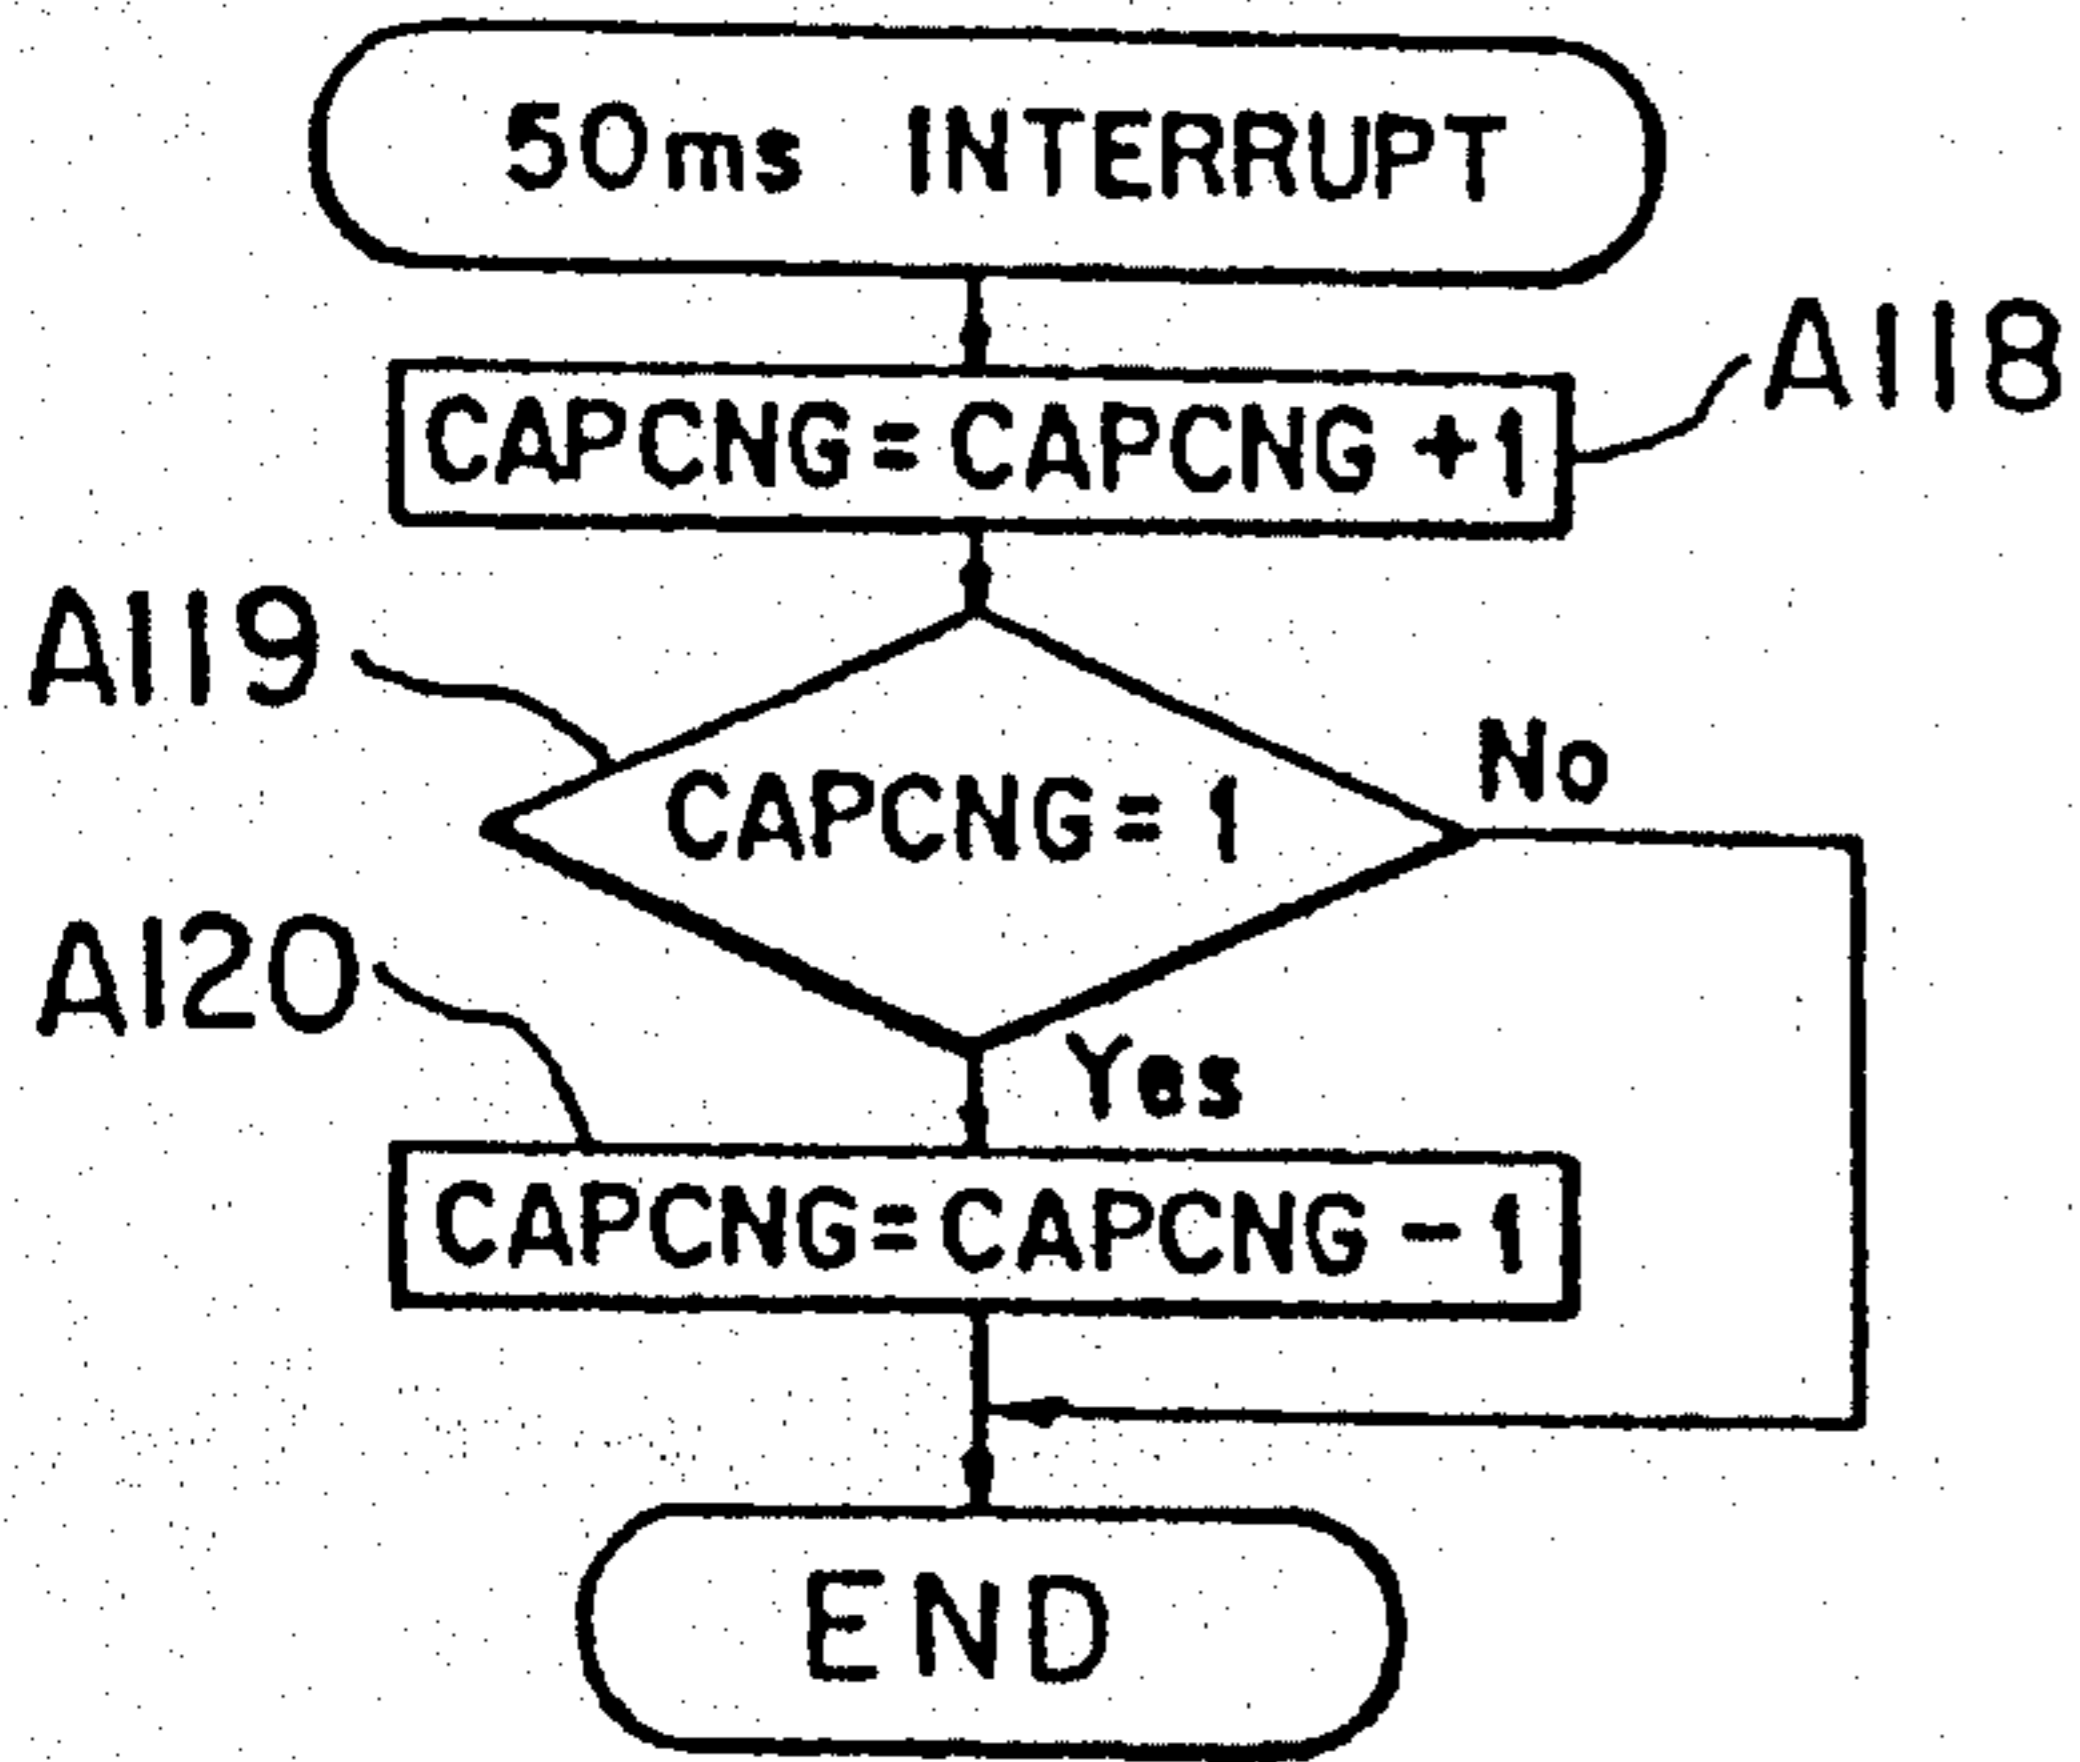 50ms INTERRUPT
CAPCNG=CAPCNG+1
A118
A119
CAPCNG=1
No
A120
Yes
CAPCNG=CAPCNG-1
END